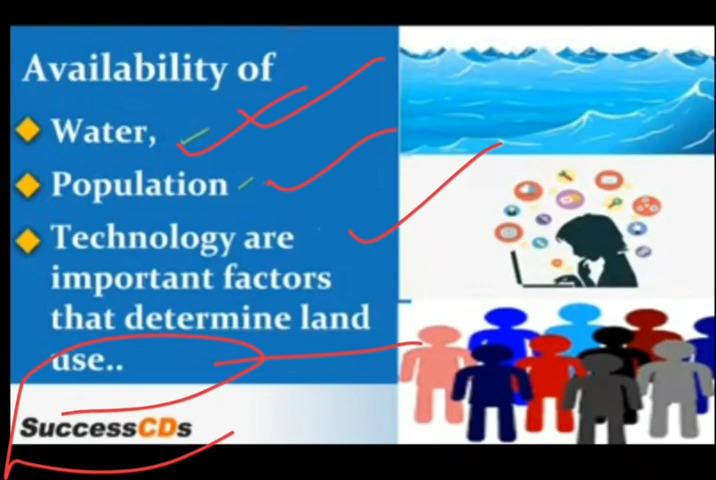 Availability of
Water,
Population
Technology are
important factors
that determine land
use..
SuccessCDs